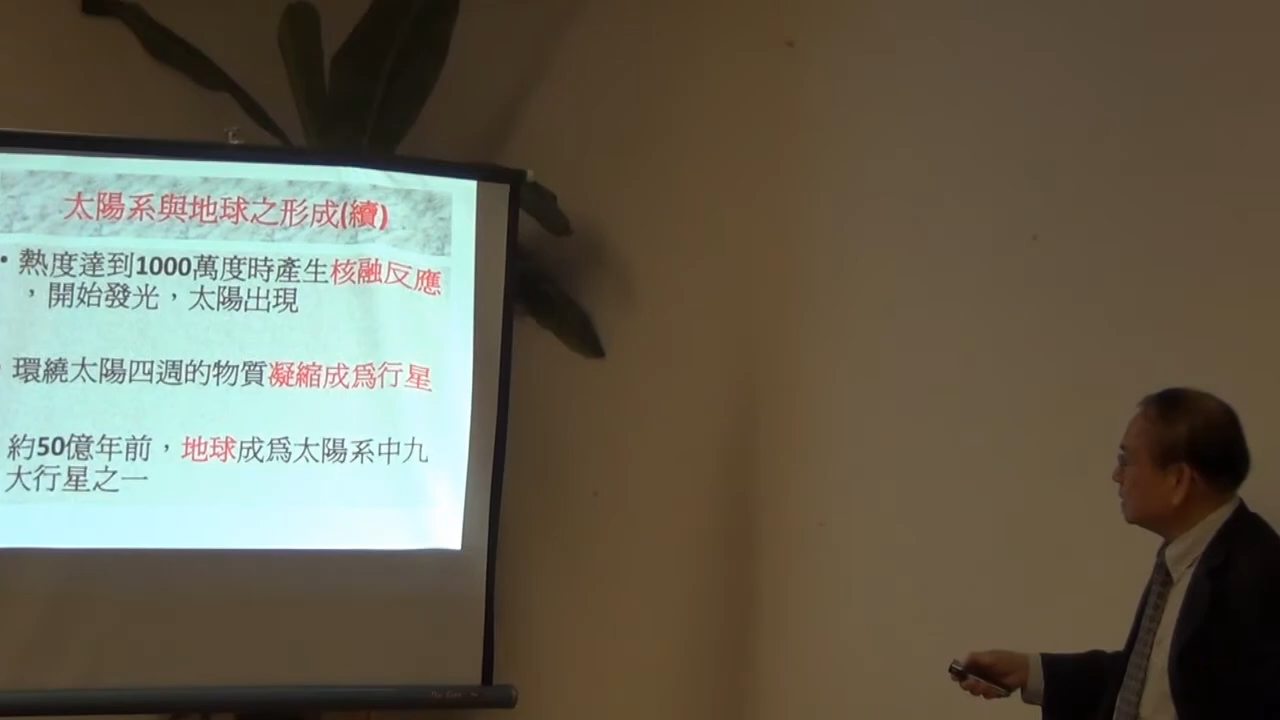 太陽系與地球之形成(續)
• 熱度達到1000萬度時產生核融反應
，開始發光，太陽出現
環繞太陽四週的物質凝縮成爲行星
約50億年前，地球成爲太陽系中九
大行星之一